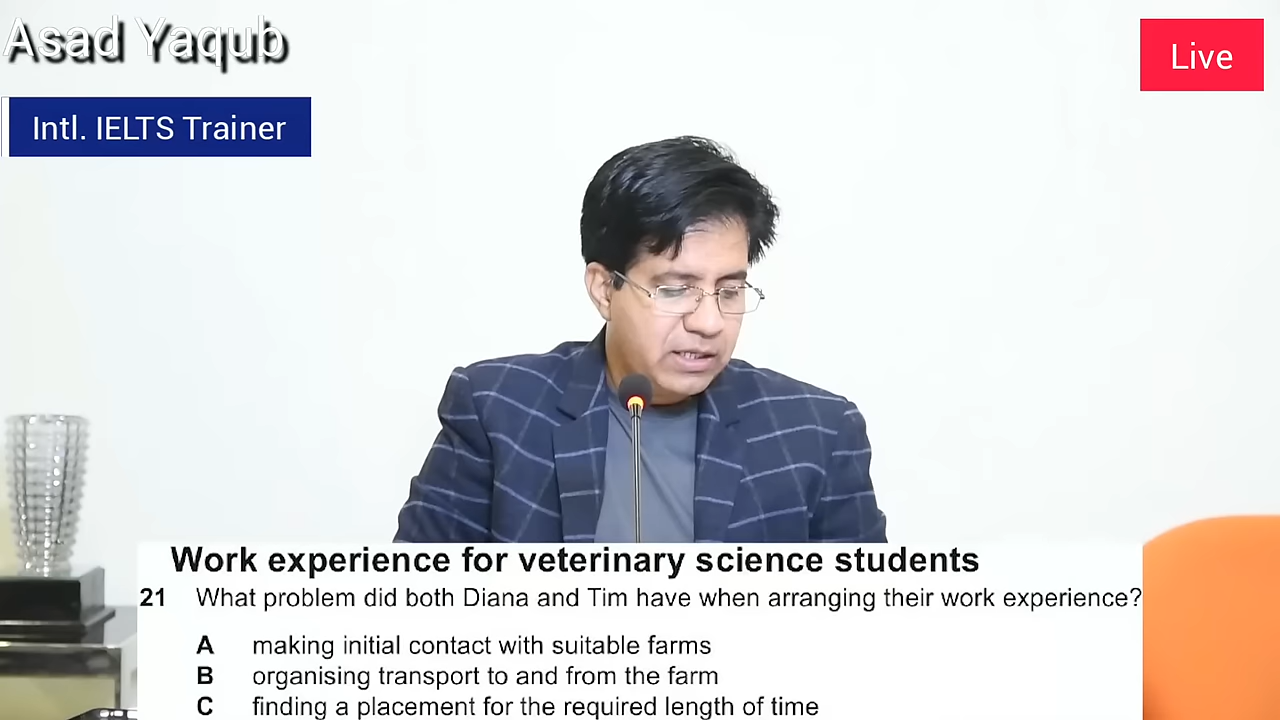 Asad Yaqub
Live
Intl. IELTS Trainer
Work experience for veterinary science students
21 What problem did both Diana and Tim have when arranging their work experience?
A making initial contact with suitable farms
B organising transport to and from the farm
C finding a placement for the required length of time